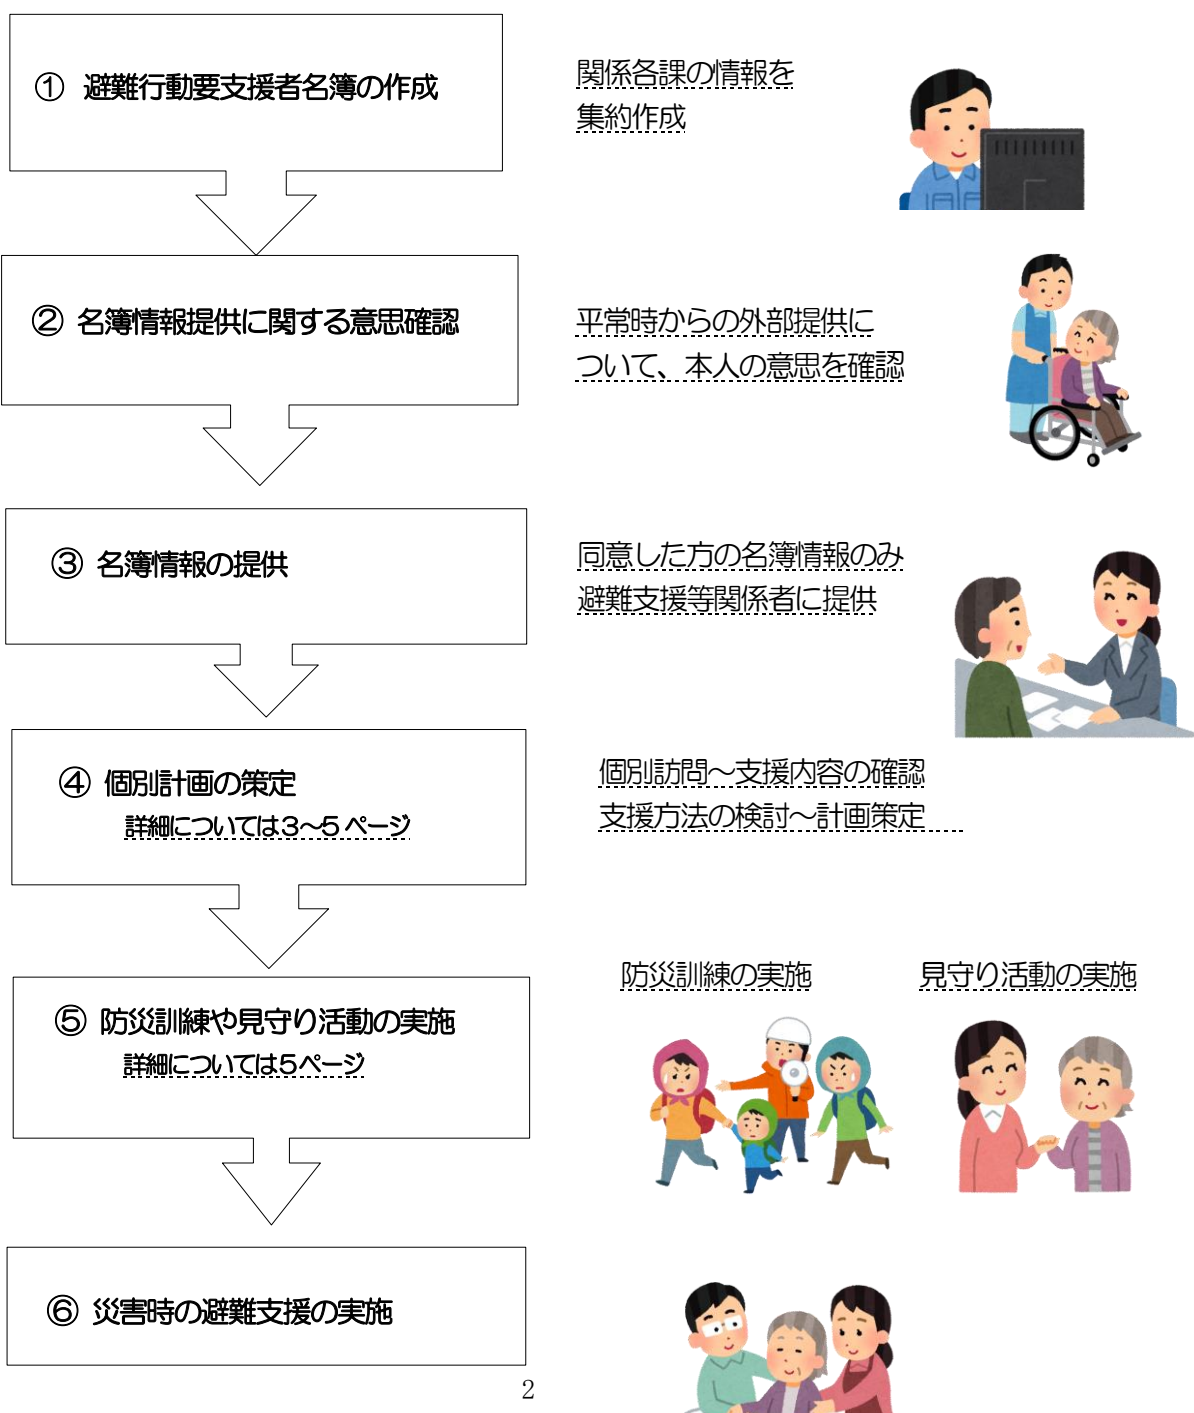 ① 避難行動要支援者名簿の作成
関係各課の情報を
集約作成
② 名簿情報提供に関する意思確認
平常時からの外部提供に
ついて、本人の意思を確認
③ 名簿情報の提供
同意した方の名簿情報のみ
避難支援等関係者に提供
④ 個別計画の策定
詳細については3～5ページ
個別訪問～支援内容の確認
支援方法の検討～計画策定
⑤ 防災訓練や見守り活動の実施
詳細については5ページ
防災訓練の実施
見守り活動の実施
⑥ 災害時の避難支援の実施
2